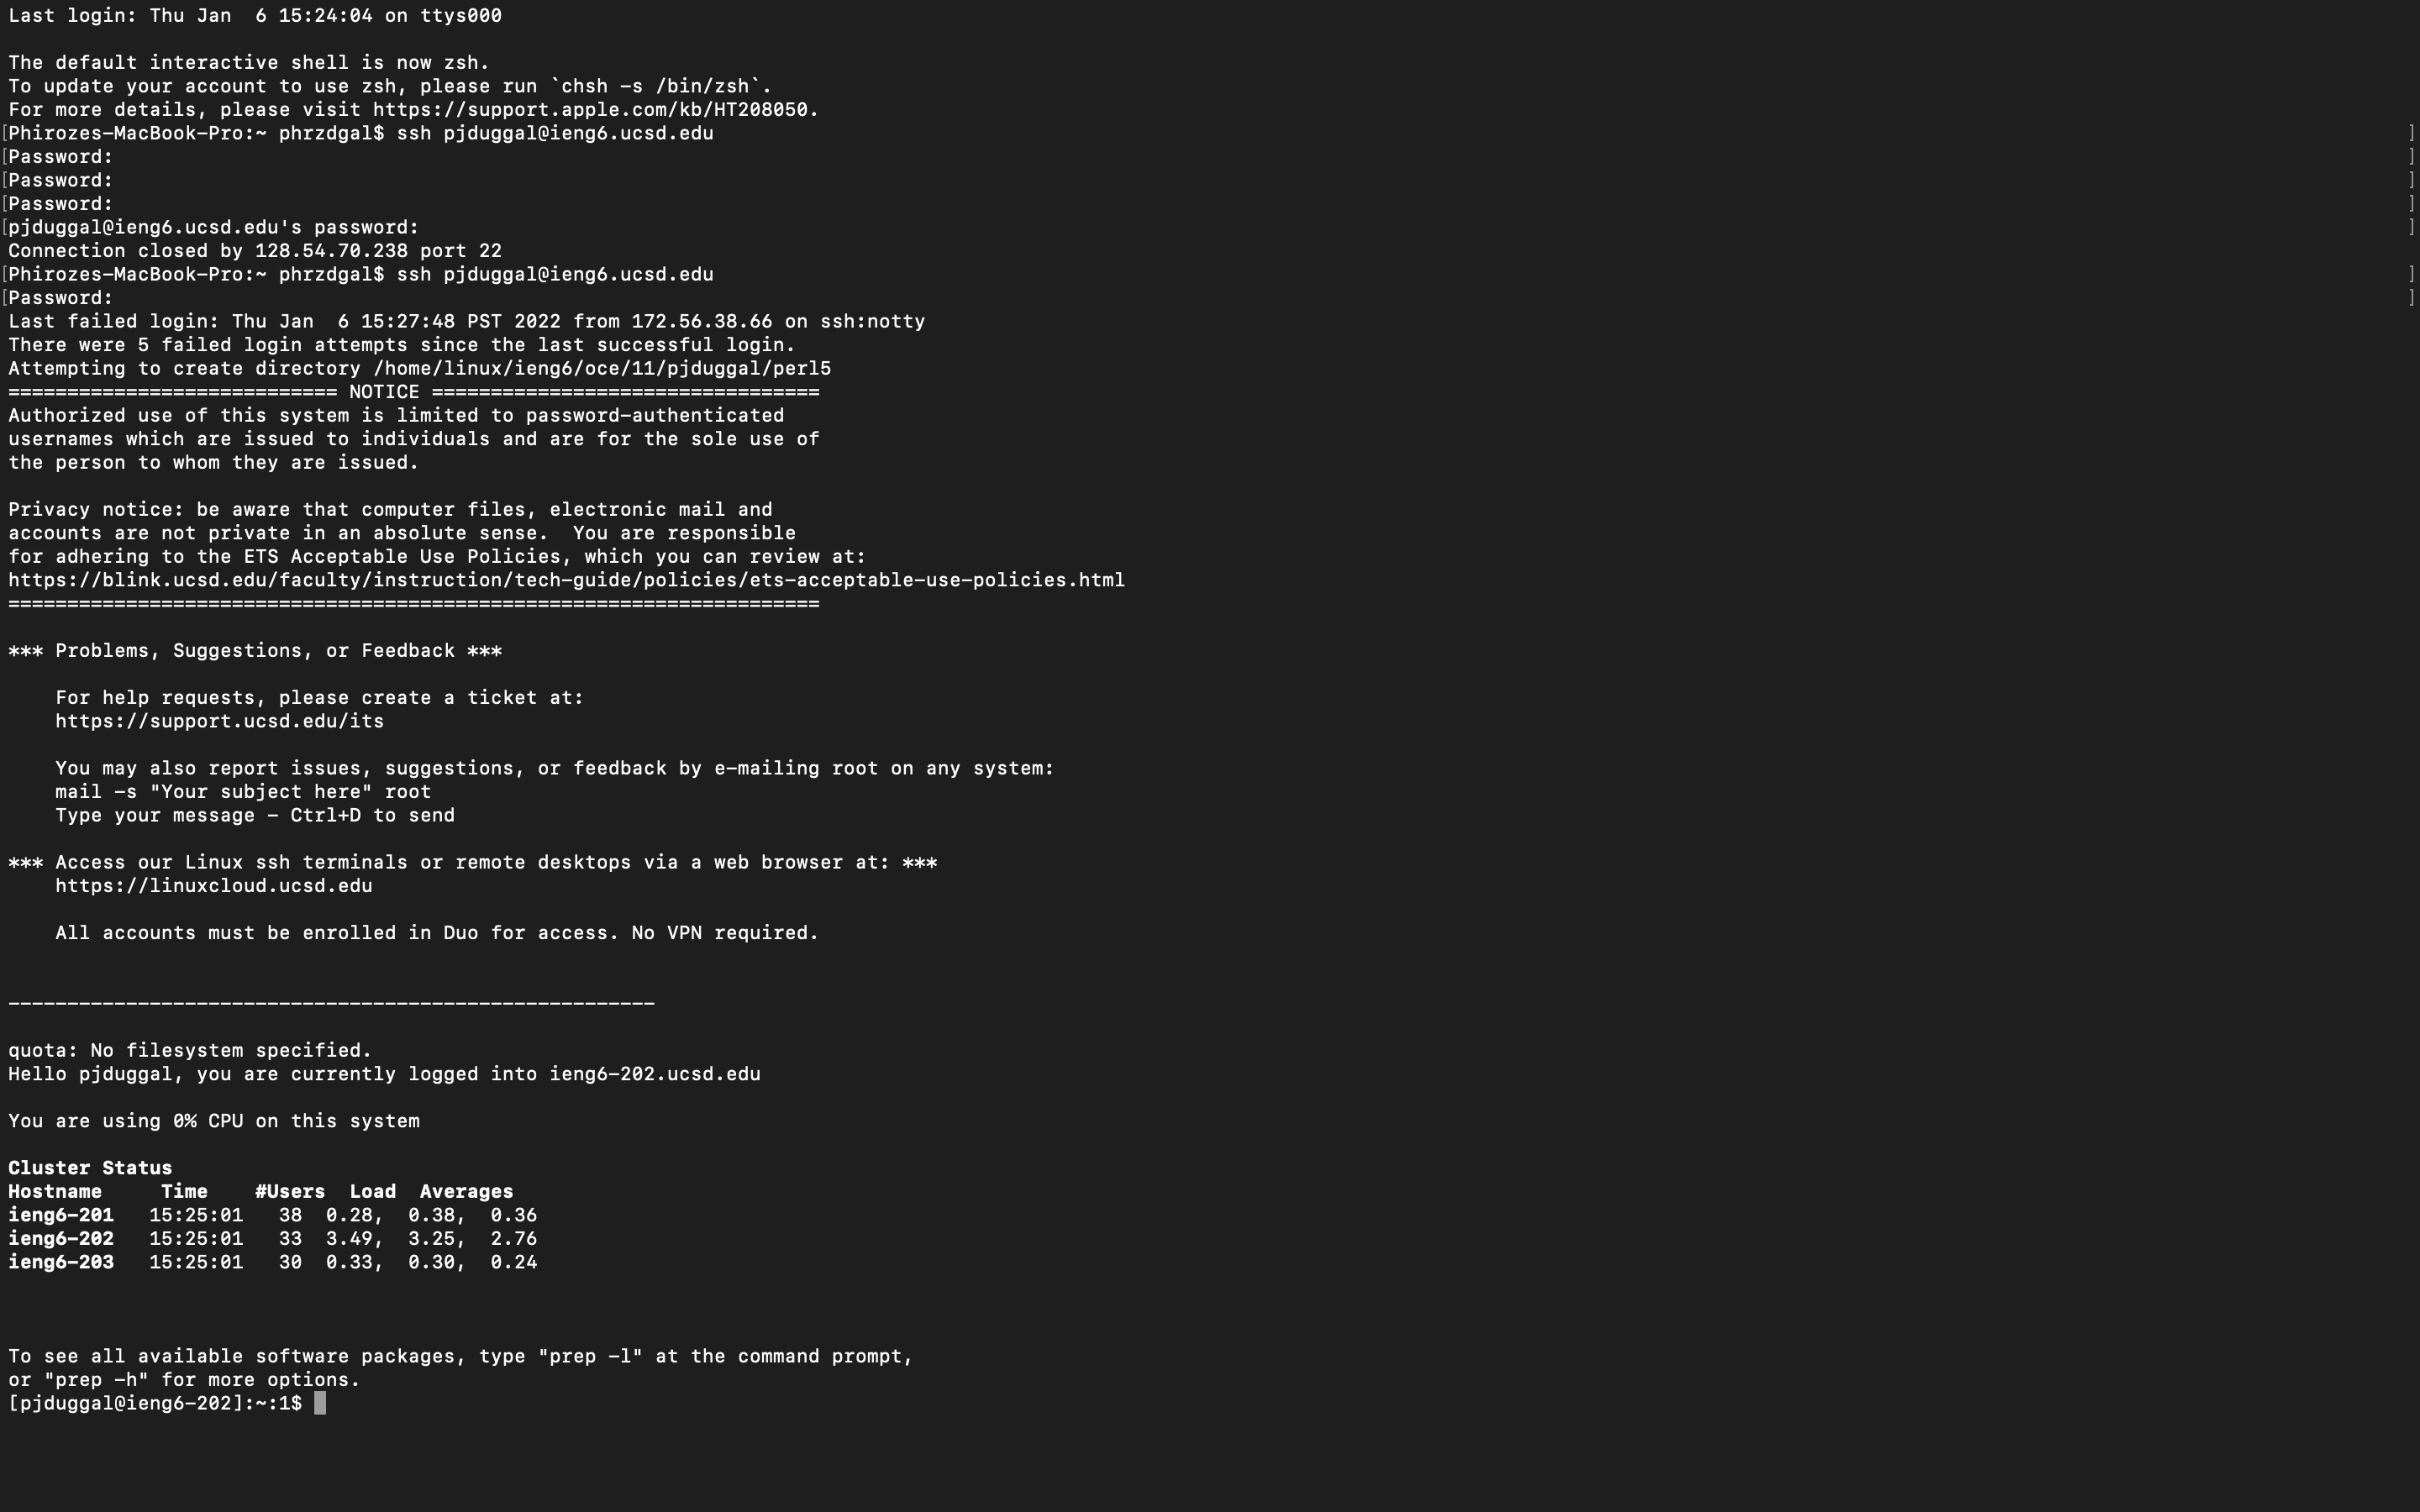 Last login: Thu Jan  6 15:24:04 on ttys000

The default interactive shell is now zsh.
To update your account to use zsh, please run `chsh -s /bin/zsh`.
For more details, please visit https://support.apple.com/kb/HT208050.
[Phirozes-MacBook-Pro:~ phrzdgal$ ssh pjduggal@ieng6.ucsd.edu ]
[Password: ]
[Password: ]
[Password: ]
[pjduggal@ieng6.ucsd.edu's password: ]
Connection closed by 128.54.70.238 port 22
[Phirozes-MacBook-Pro:~ phrzdgal$ ssh pjduggal@ieng6.ucsd.edu ]
[Password: ]
Last failed login: Thu Jan  6 15:27:48 PST 2022 from 172.56.38.66 on ssh:notty
There were 5 failed login attempts since the last successful login.
Attempting to create directory /home/linux/ieng6/oce/11/pjduggal/perl5
============================ NOTICE =================================
Authorized use of this system is limited to password-authenticated
usernames which are issued to individuals and are for the sole use of
the person to whom they are issued.

Privacy notice: be aware that computer files, electronic mail and
accounts are not private in an absolute sense.  You are responsible
for adhering to the ETS Acceptable Use Policies, which you can review at:
https://blink.ucsd.edu/faculty/instruction/tech-guide/policies/ets-acceptable-use-policies.html
=====================================================================

*** Problems, Suggestions, or Feedback ***

    For help requests, please create a ticket at:
    https://support.ucsd.edu/its

    You may also report issues, suggestions, or feedback by e-mailing root on any system:
    mail -s "Your subject here" root
    Type your message - Ctrl+D to send

*** Access our Linux ssh terminals or remote desktops via a web browser at: ***
    https://linuxcloud.ucsd.edu

    All accounts must be enrolled in Duo for access. No VPN required.


-------------------------------------------------------

quota: No filesystem specified.
Hello pjduggal, you are currently logged into ieng6-202.ucsd.edu

You are using 0% CPU on this system

Cluster Status
Hostname     Time    #Users  Load  Averages
ieng6-201   15:25:01   38  0.28,  0.38,  0.36
ieng6-202   15:25:01   33  3.49,  3.25,  2.76
ieng6-203   15:25:01   30  0.33,  0.30,  0.24



To see all available software packages, type "prep -l" at the command prompt,
or "prep -h" for more options.
[pjduggal@ieng6-202]:~:1$